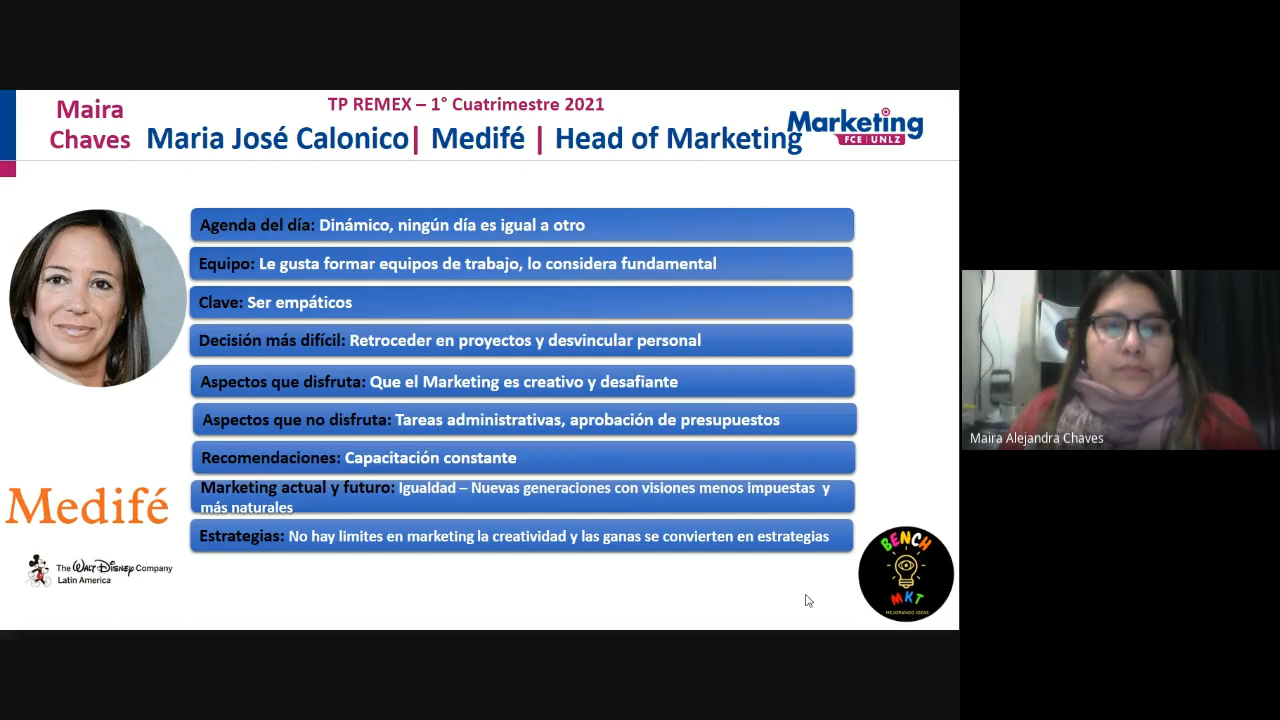 Maira
Chaves
TP REMEX – 1° Cuatrimestre 2021
Maria José Calonico| Medifé | Head of Marketing
Marketing
FCE | UNLZ
Agenda del día: Dinámico, ningún día es igual a otro
Equipo: Le gusta formar equipos de trabajo, lo considera fundamental
Clave: Ser empáticos
Decisión más difícil: Retroceder en proyectos y desvincular personal
Aspectos que disfruta: Que el Marketing es creativo y desafiante
Aspectos que no disfruta: Tareas administrativas, aprobación de presupuestos
Recomendaciones: Capacitación constante
Marketing actual y futuro: Igualdad – Nuevas generaciones con visiones menos impuestas y
más naturales
Estrategias: No hay limites en marketing la creatividad y las ganas se convierten en estrategias
Medifé
The WALT DISNEY Company
Latin America
BENCH
MKT
MEJORANDO IDEAS
Maira Alejandra Chaves